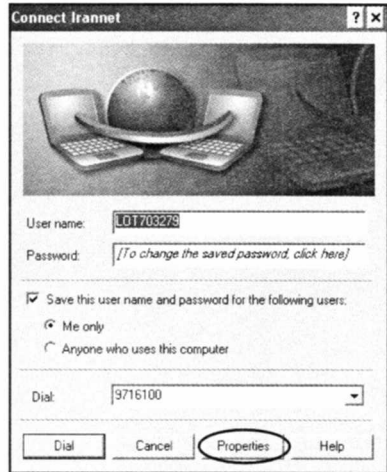 Connect Irannet
User name: LOT703279
Password: [To change the saved password, click here]
Save this user name and password for the following users:
Me only
Anyone who uses this computer
Dial: 9716100
Dial Cancel Properties Help